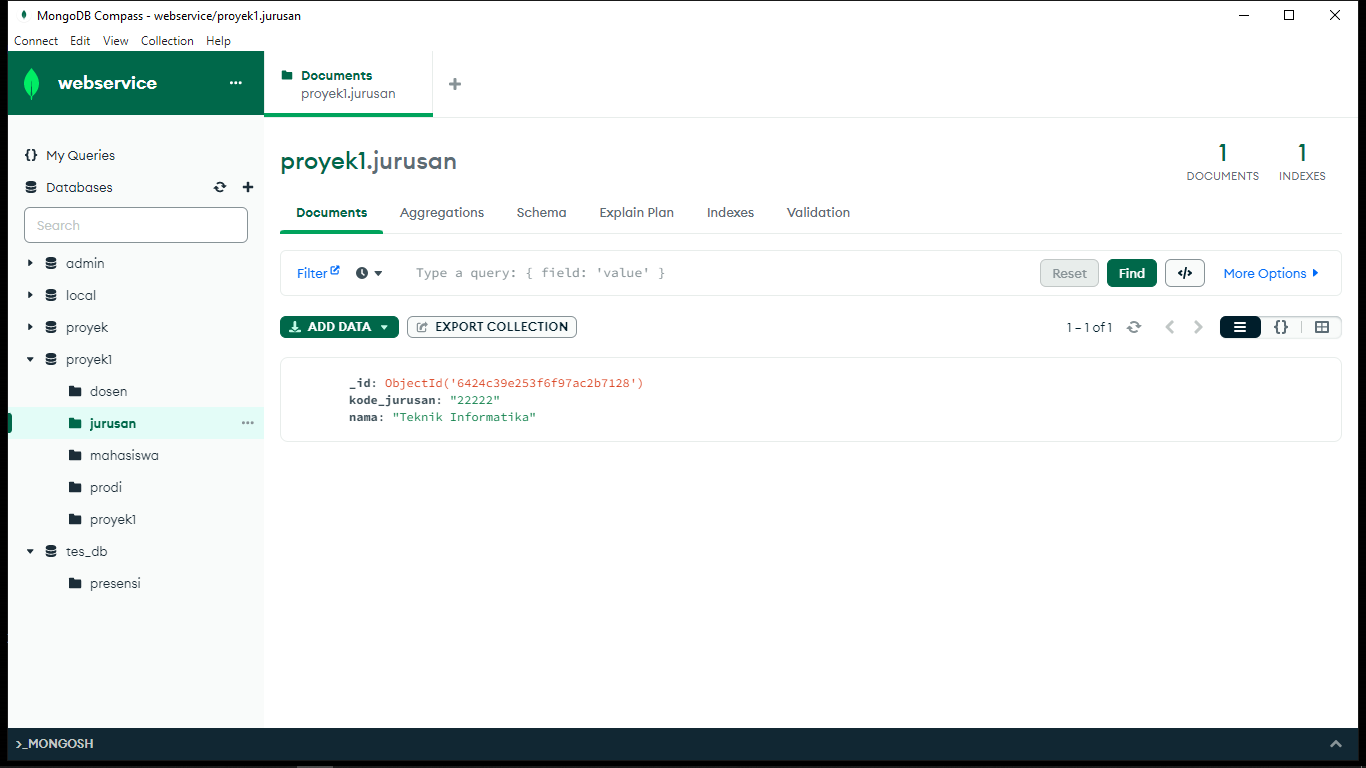 MongoDB Compass - webservice/proyek1.jurusan
Connect Edit View Collection Help
webservice
Documents
proyek1.jurusan
My Queries
Databases
Search
admin
local
proyek
proyek1
dosen
jurusan
mahasiswa
prodi
proyek1
tes_db
presensi
proyek1.jurusan
1
DOCUMENTS
1
INDEXES
Documents Aggregations Schema Explain Plan Indexes Validation
Filter Type a query: { field: 'value' } Reset Find </> More Options
ADD DATA EXPORT COLLECTION 1 – 1 of 1 {}
_id: ObjectId('6424c39e253f6f97ac2b7128')
kode_jurusan: "22222"
nama: "Teknik Informatika"
>_MONGOSH